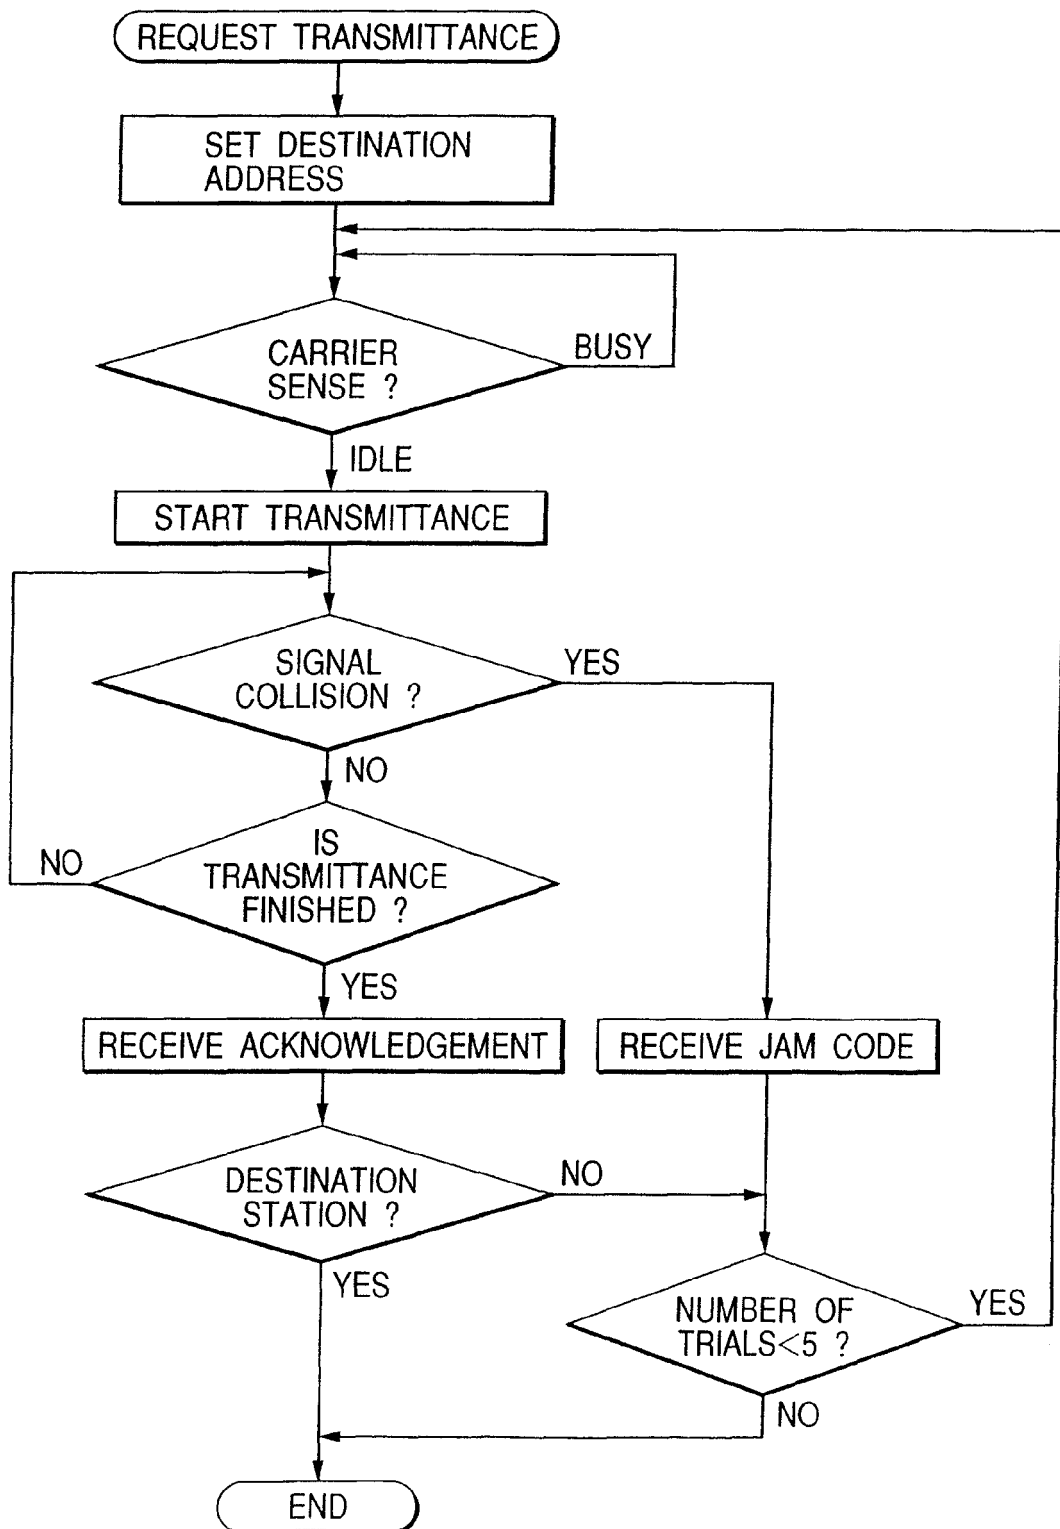 REQUEST TRANSMITTANCE
SET DESTINATION
ADDRESS
CARRIER
SENSE ?
BUSY
IDLE
START TRANSMITTANCE
SIGNAL
COLLISION ?
YES
NO
IS
TRANSMITTANCE
FINISHED ?
NO
YES
RECEIVE ACKNOWLEDGEMENT
RECEIVE JAM CODE
DESTINATION
STATION ?
NO
YES
NUMBER OF
TRIALS<5 ?
YES
NO
END